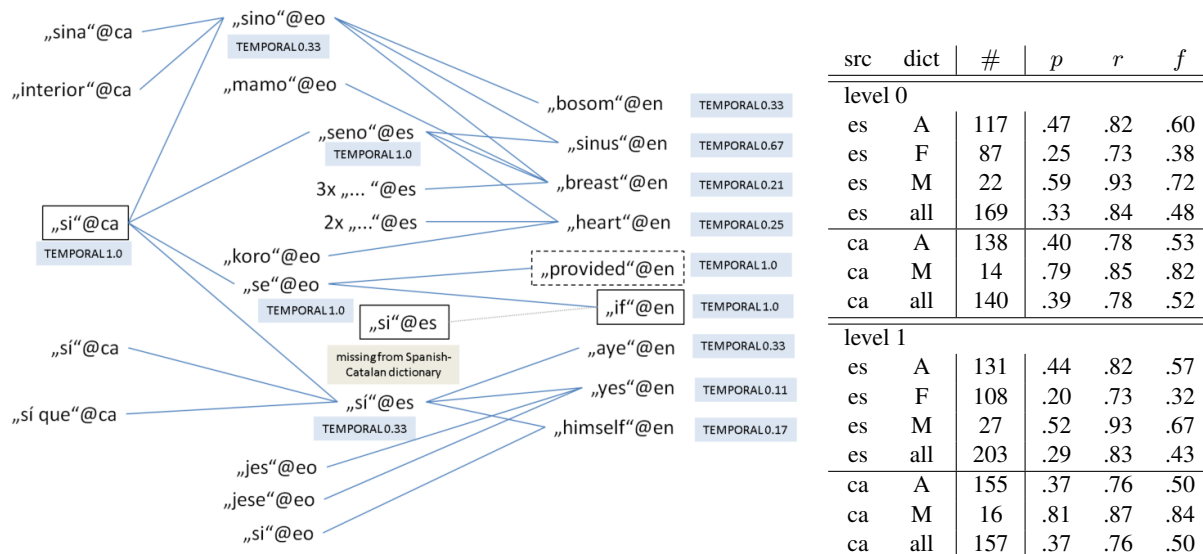 „sina“@ca
„interior“@ca
„si“@ca
TEMPORAL 1.0
„sí“@ca
„sí que“@ca
„sino“@eo
TEMPORAL 0.33
„mamo“@eo
„seno“@es
TEMPORAL 1.0
3x „... “@es
2x „...“@es
„koro“@eo
„se“@eo
TEMPORAL 1.0
„si“@es
missing from Spanish-
Catalan dictionary
„sí“@es
TEMPORAL 0.33
„jes“@eo
„jese“@eo
„si“@eo
„bosom“@en TEMPORAL 0.33
„sinus“@en TEMPORAL 0.67
„breast“@en TEMPORAL 0.21
„heart“@en TEMPORAL 0.25
„provided“@en TEMPORAL 1.0
„if“@en TEMPORAL 1.0
„aye“@en TEMPORAL 0.33
„yes“@en TEMPORAL 0.11
„himself“@en TEMPORAL 0.17
src dict # p r f
level 0
es A 117 .47 .82 .60
es F 87 .25 .73 .38
es M 22 .59 .93 .72
es all 169 .33 .84 .48
ca A 138 .40 .78 .53
ca M 14 .79 .85 .82
ca all 140 .39 .78 .52
level 1
es A 131 .44 .82 .57
es F 108 .20 .73 .32
es M 27 .52 .93 .67
es all 203 .29 .83 .43
ca A 155 .37 .76 .50
ca M 16 .81 .87 .84
ca all 157 .37 .76 .50